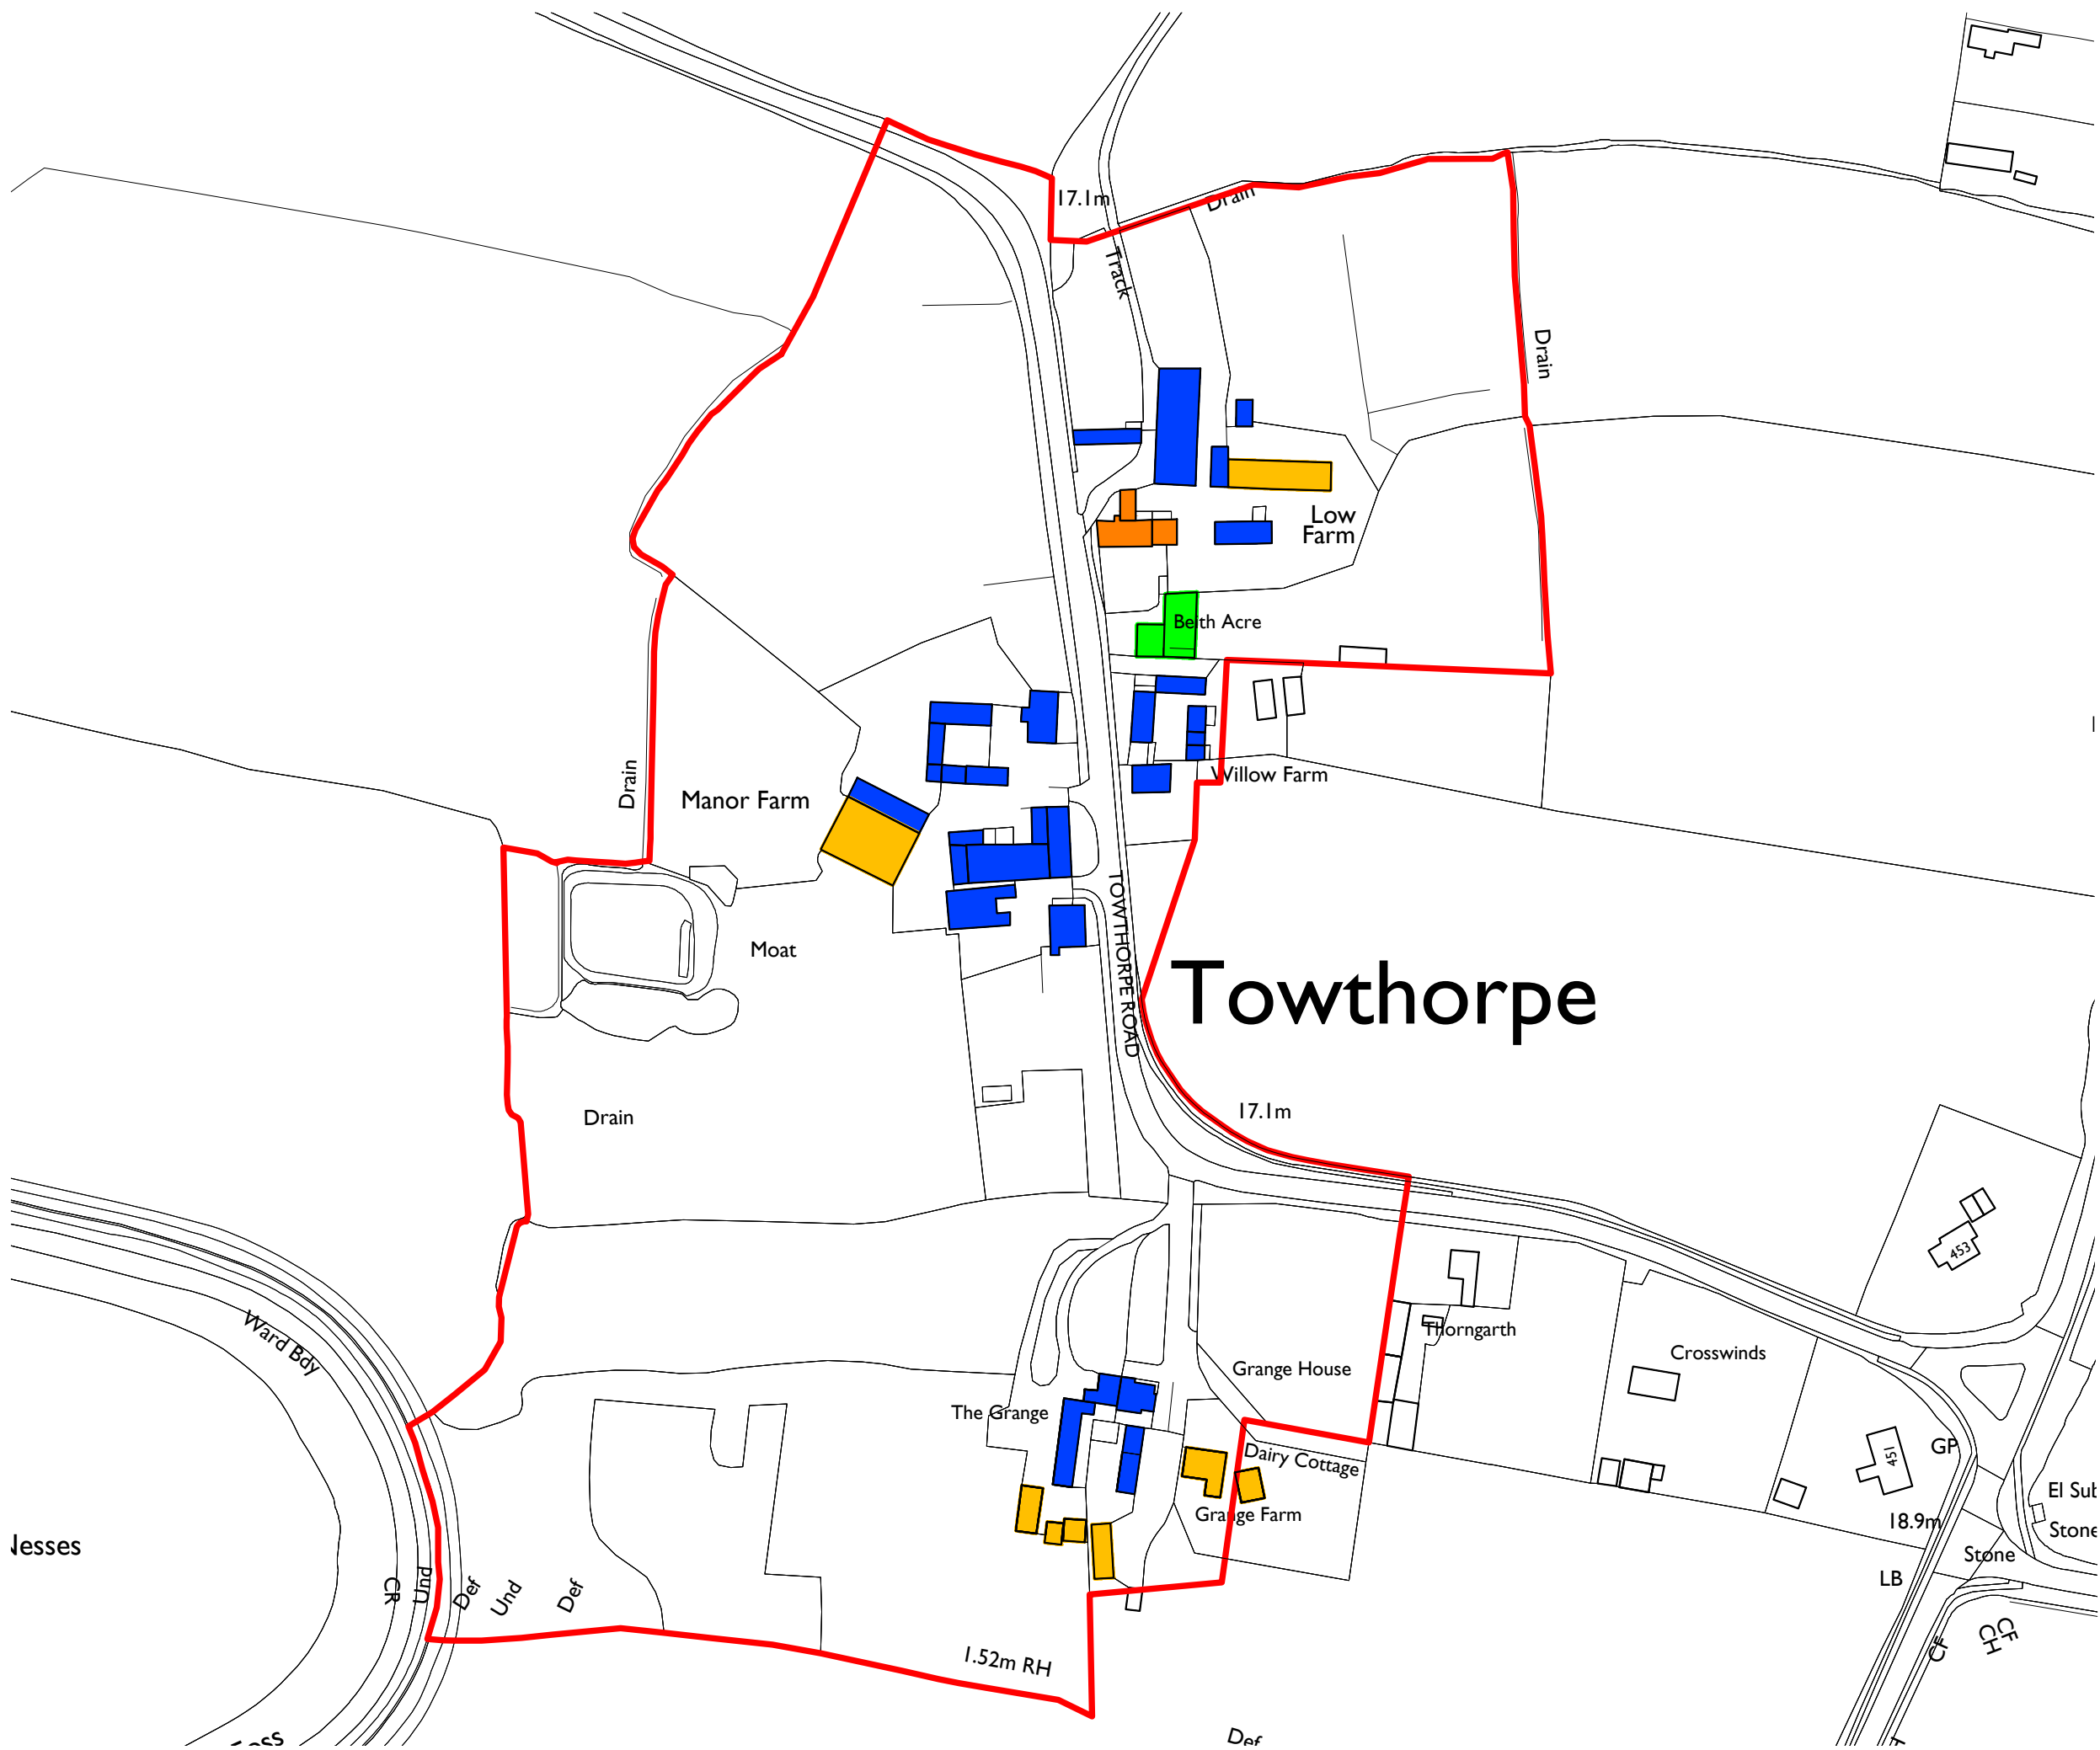 17.1m
Drain
Track
Drain
Low
Farm
Beith Acre
Willow Farm
Drain
Manor Farm
Moat
TOWTHORPE ROAD
Towthorpe
17.1m
Drain
453
Ward Bdy
Thorngarth
Crosswinds
Grange House
The Grange
Dairy Cottage
Grange Farm
451
GP
El Sub
18.9m
Stone
Stone
LB
CR
Und
Def
Und
Def
1.52m RH
CF
CH
CF
Def